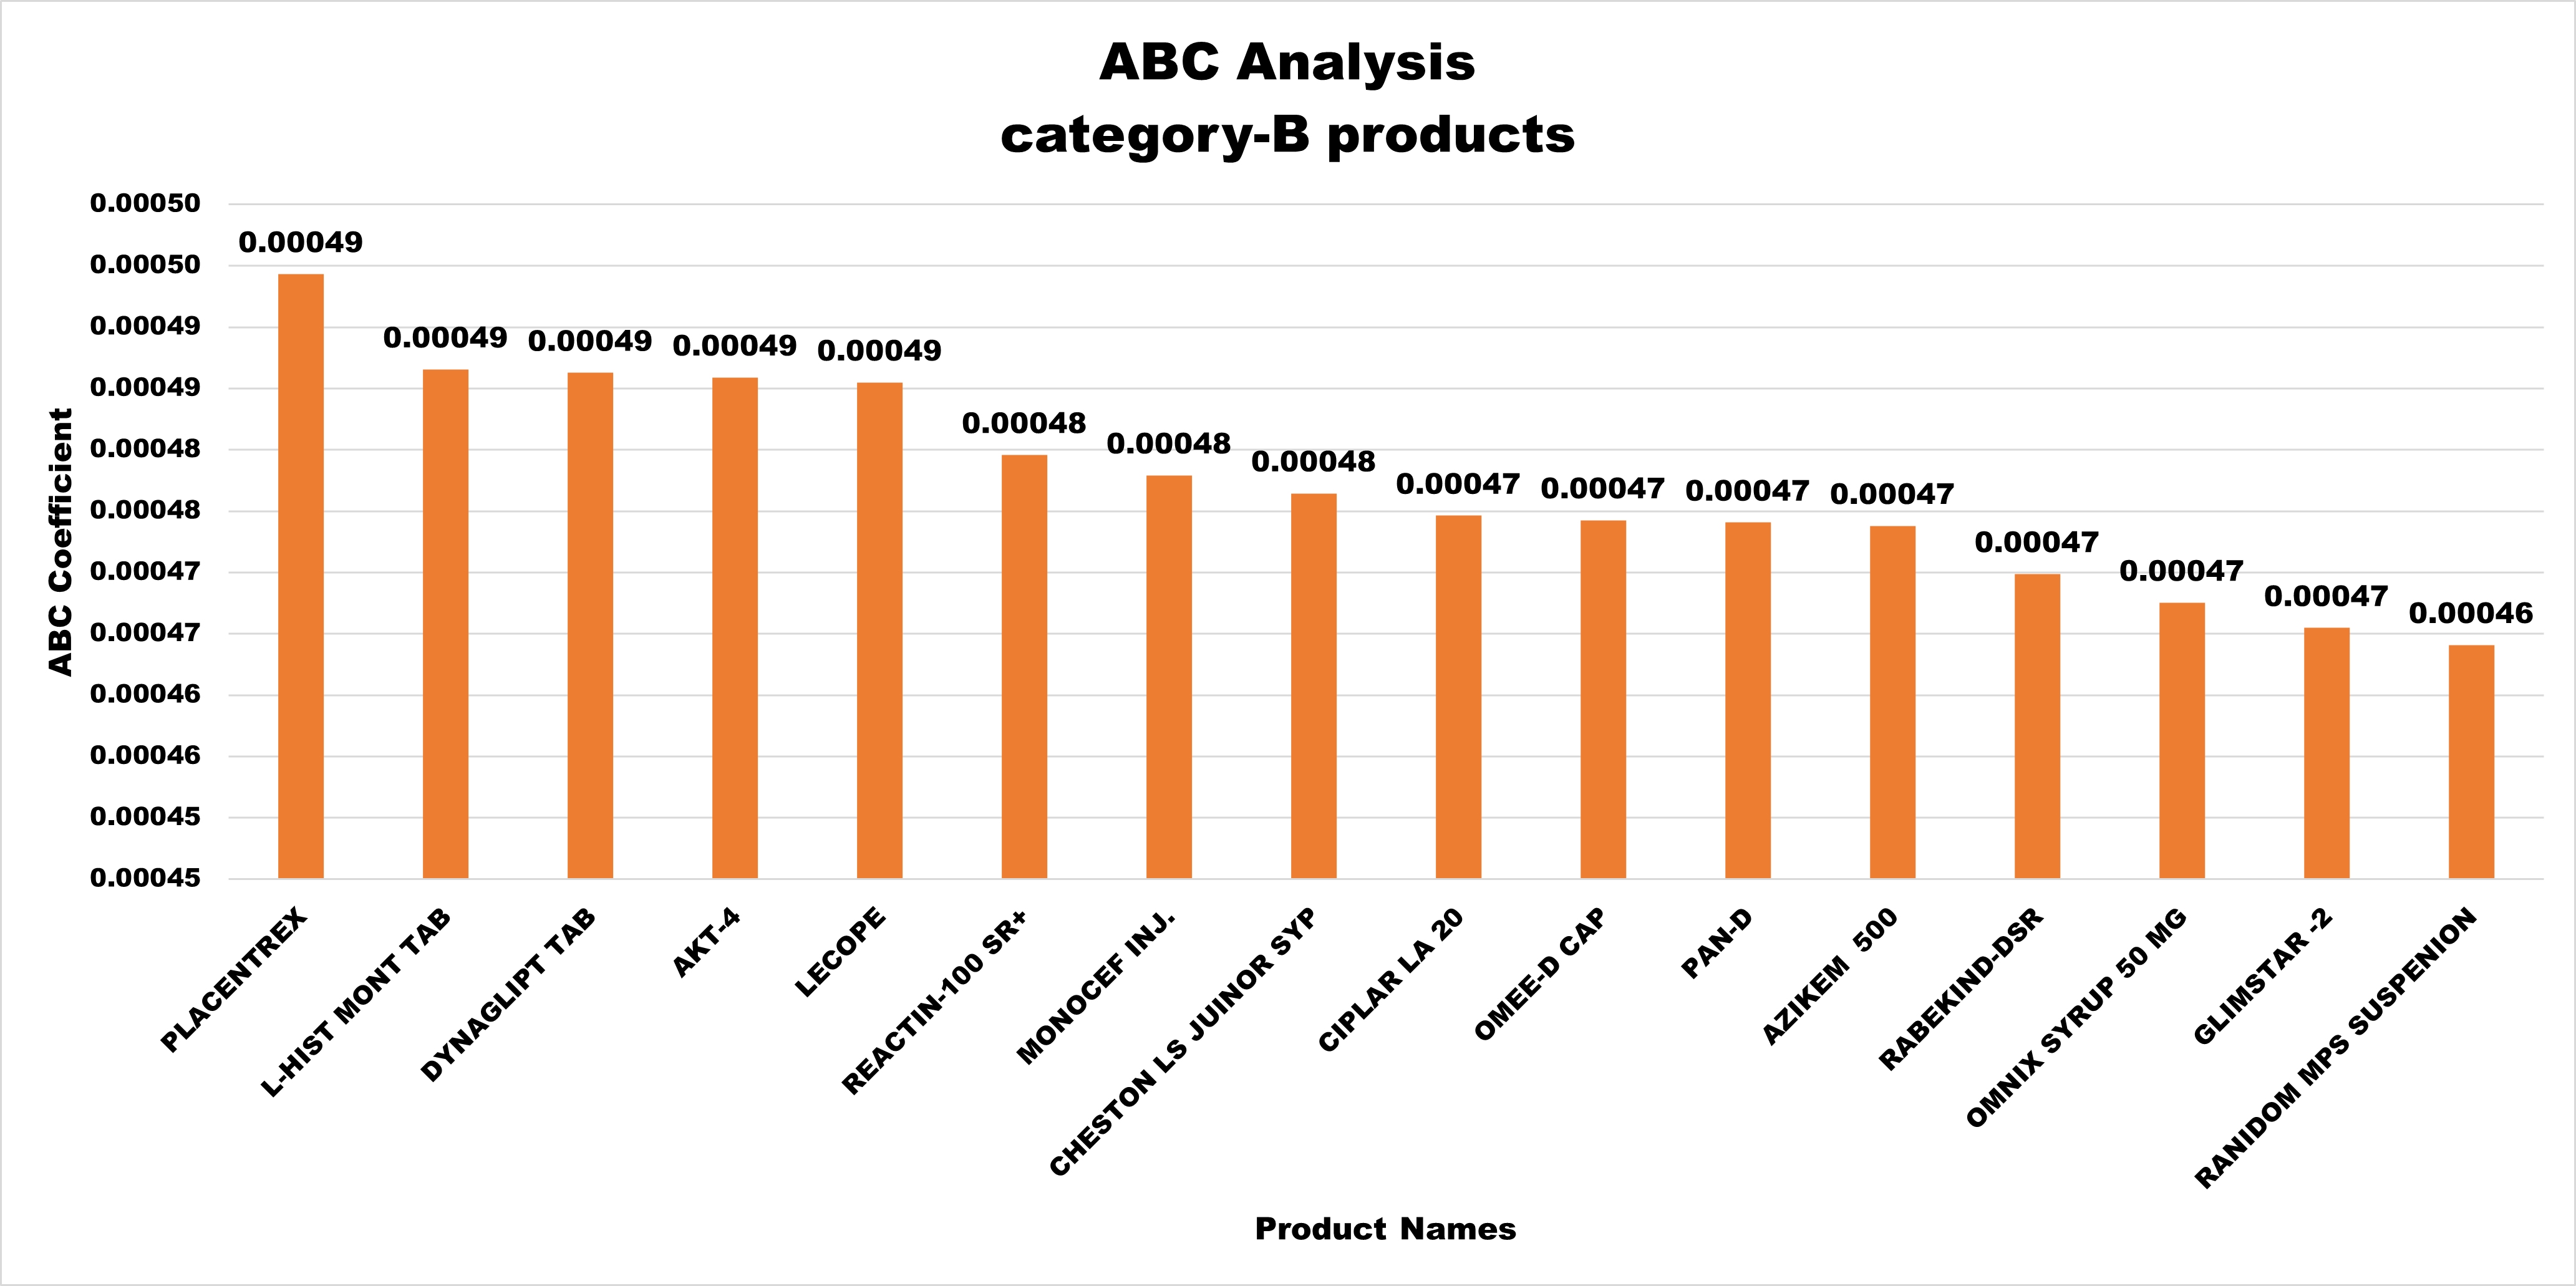 ABC Analysis
category-B products
ABC Coefficient
0.00050
0.00050
0.00049
0.00049
0.00048
0.00048
0.00047
0.00047
0.00046
0.00046
0.00045
0.00045
0.00049
0.00049
0.00049
0.00049
0.00049
0.00048
0.00048
0.00048
0.00047
0.00047
0.00047
0.00047
0.00047
0.00047
0.00047
0.00046
PLACENTREX
L-HIST MONT TAB
DYNAGLIPT TAB
AKT-4
LECOPE
REACTIN-100 SR+
MONOCEF INJ.
CHESTON LS JUINOR SYP
CIPLAR LA 20
OMEE-D CAP
PAN-D
AZIKEM  500
RABEKIND-DSR
OMNIX SYRUP 50 MG
GLIMSTAR -2
RANIDOM MPS SUSPENION
Product Names